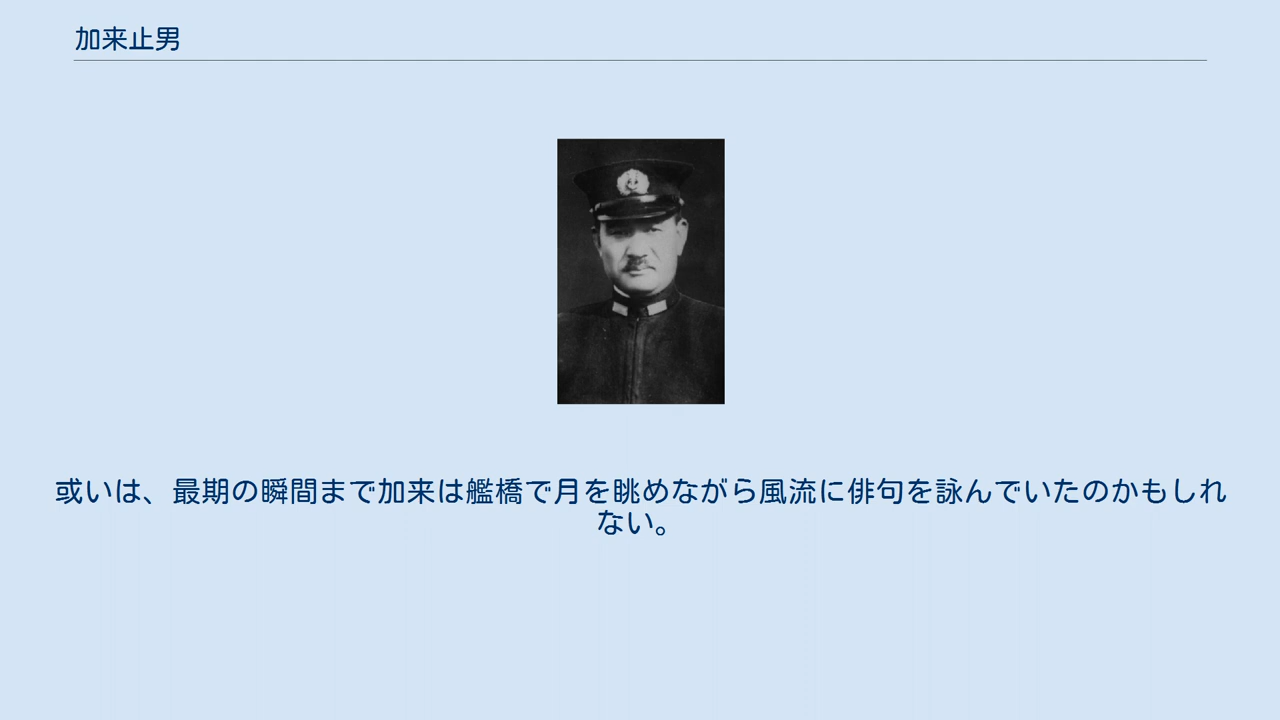 加来止男
或いは、最期の瞬間まで加来は艦橋で月を眺めながら風流に俳句を詠んでいたのかもしれ
ない。